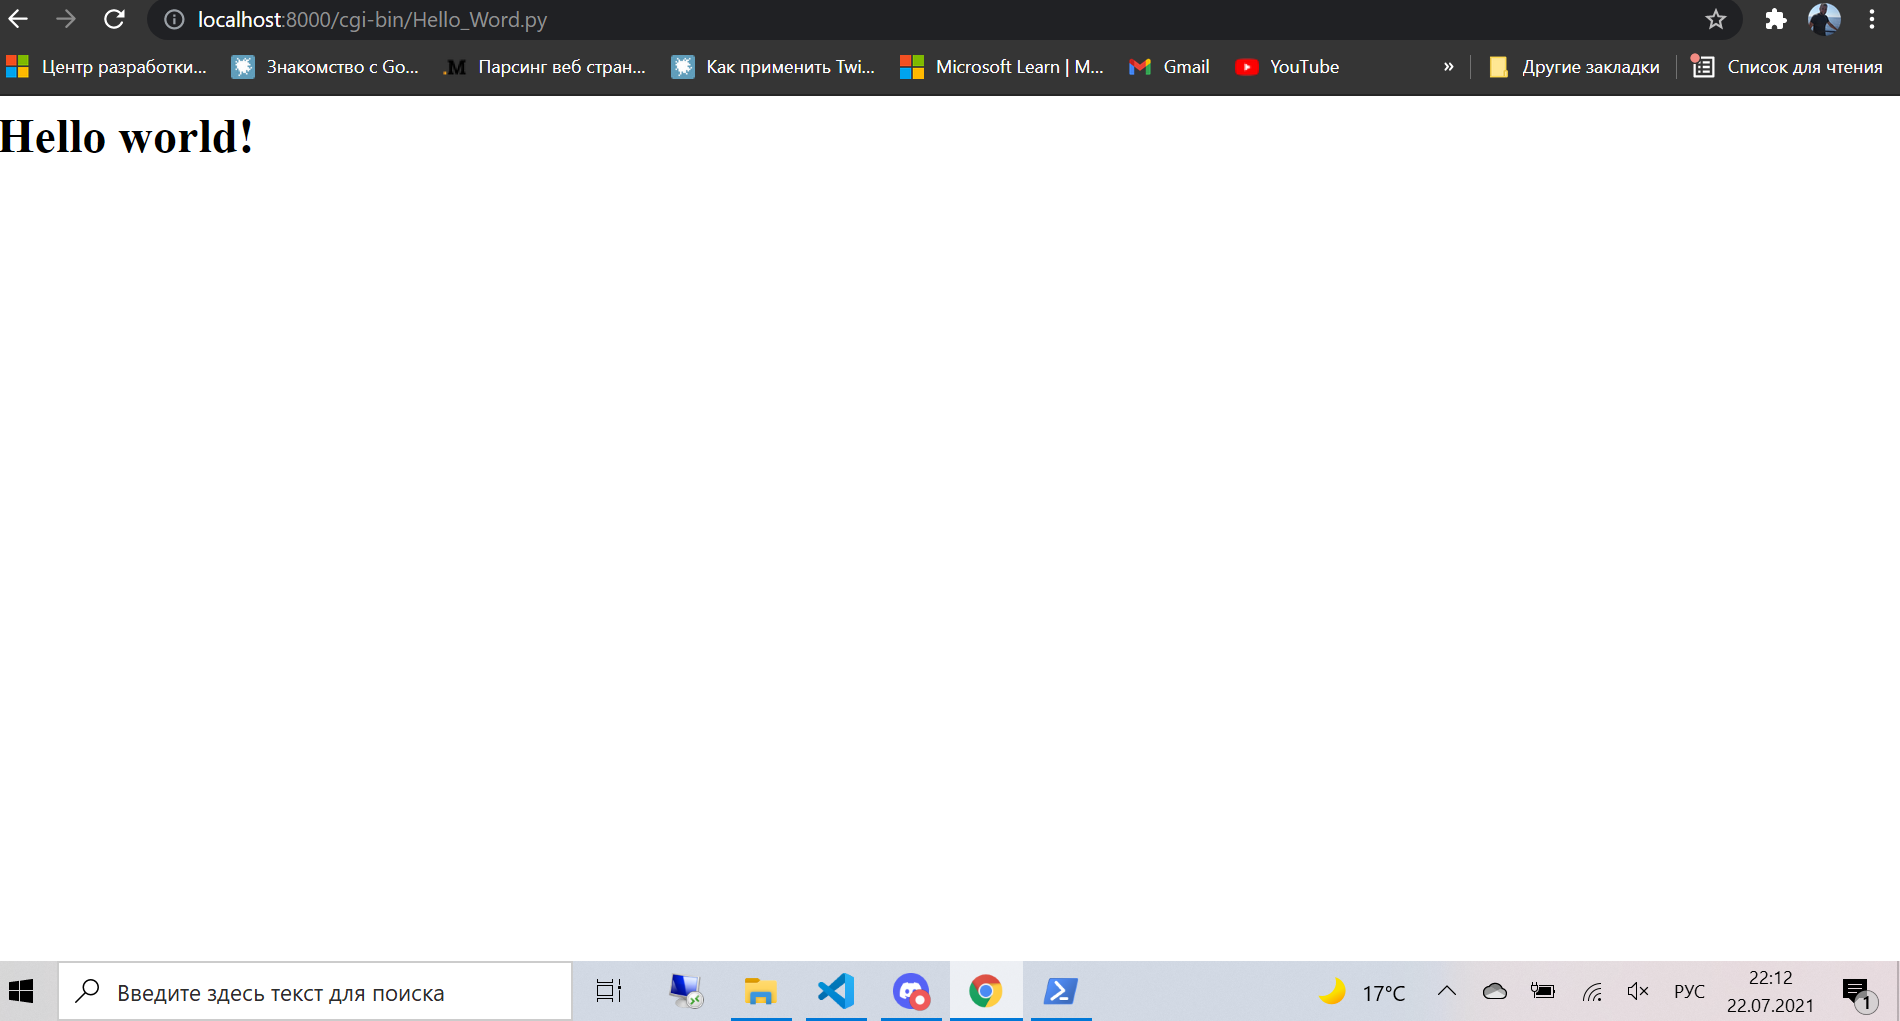 localhost:8000/cgi-bin/Hello_Word.py
Центр разработки... Знакомство с Go... .M Парсинг веб стран... Как применить Twi... Microsoft Learn | M... Gmail YouTube » Другие закладки Список для чтения
Hello world!
Введите здесь текст для поиска 17°C РУС 22:12
22.07.2021 1